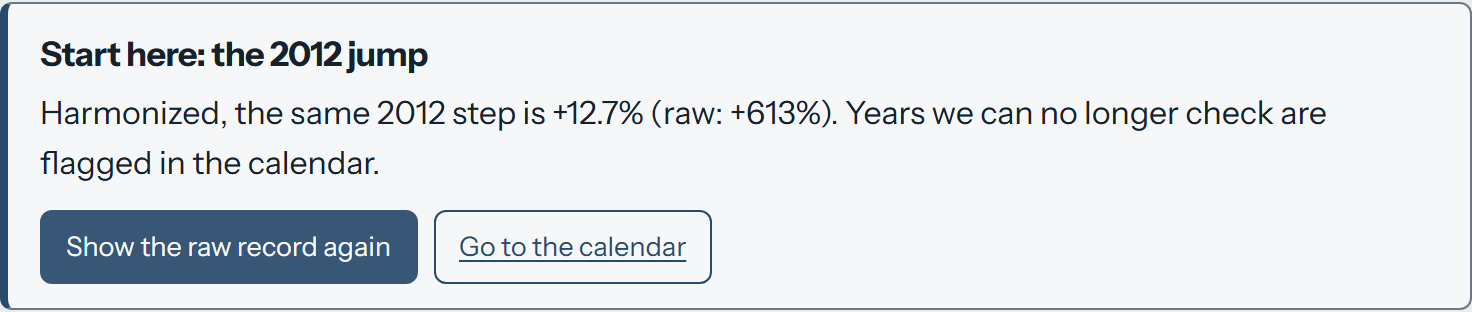 Start here: the 2012 jump
Harmonized, the same 2012 step is +12.7% (raw: +613%). Years we can no longer check are
flagged in the calendar.
Show the raw record again
Go to the calendar